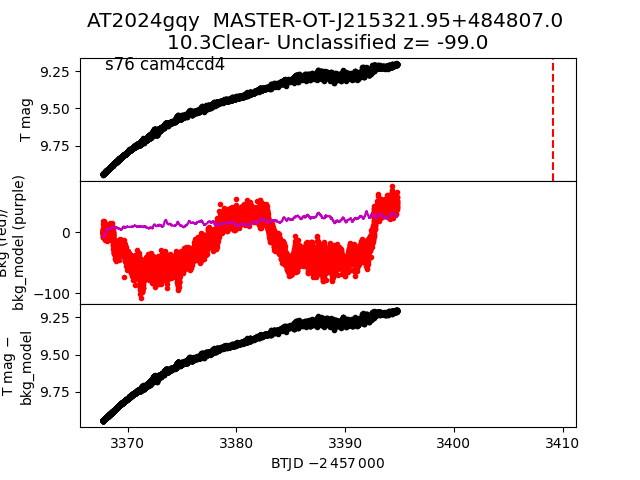 AT2024gqy  MASTER-OT-J215321.95+484807.0
10.3Clear- Unclassified z= -99.0
s76 cam4ccd4
9.25
9.50
9.75
T mag
0
−100
Bkg (red)/
bkg_model (purple)
9.25
9.50
9.75
T mag −
bkg_model
3370 3380 3390 3400 3410
BTJD −2 457 000